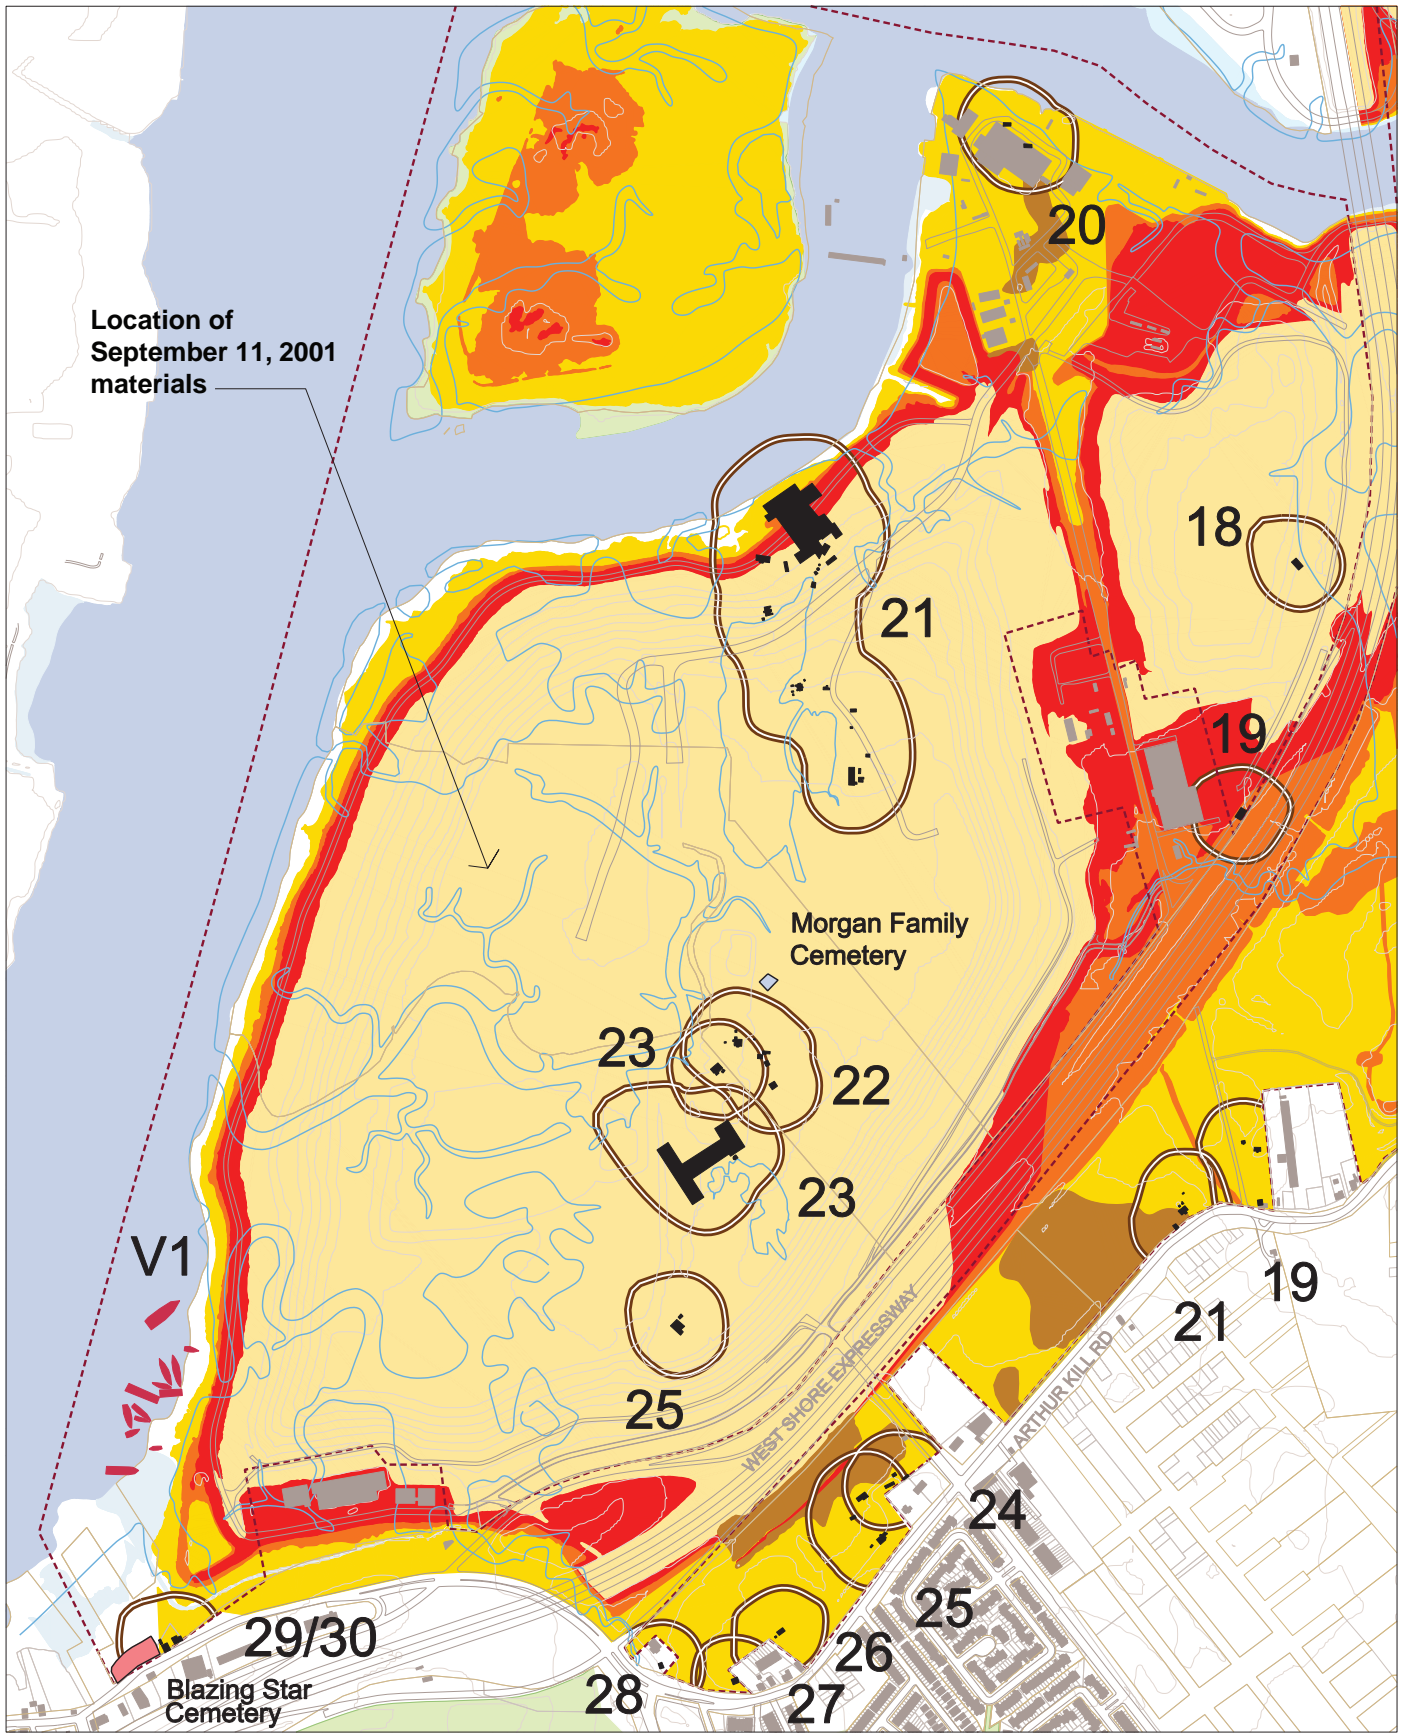 20
Location of
September 11, 2001
materials
18
21
19
Morgan Family
Cemetery
23
22
23
V1
19
21
WEST SHORE EXPRESSWAY
ARTHUR KILL RD
25
24
25
29/30
26
28
27
Blazing Star
Cemetery